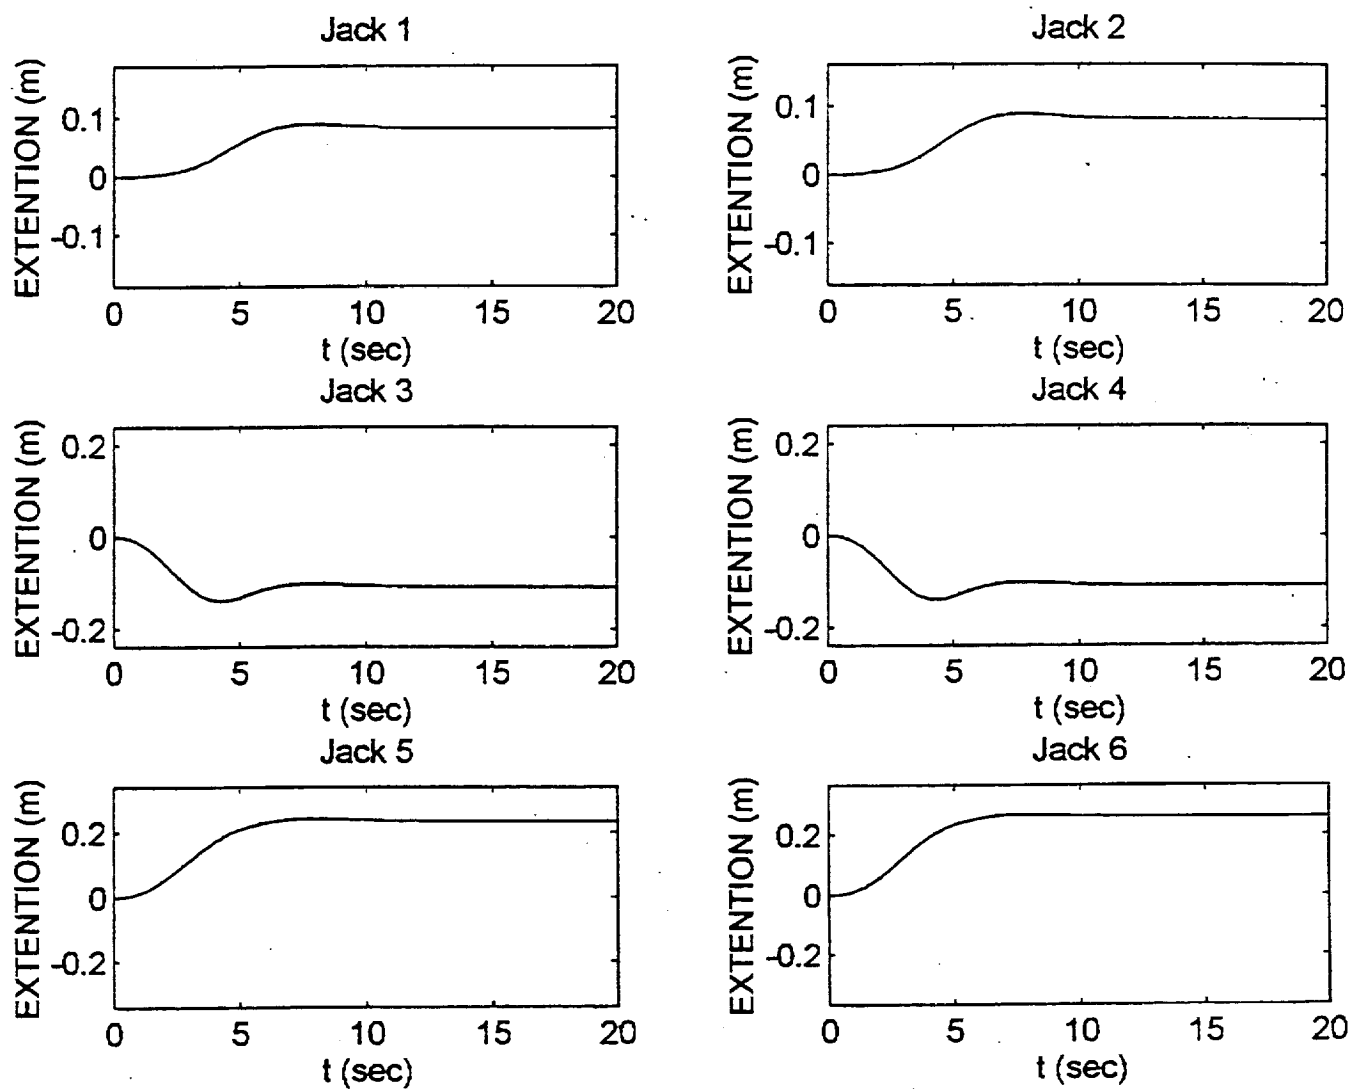 Jack 1
EXTENTION (m)
0.1
0
-0.1
0 5 10 15 20
t (sec)
Jack 2
EXTENTION (m)
0.1
0
-0.1
0 5 10 15 20
t (sec)
Jack 3
EXTENTION (m)
0.2
0
-0.2
0 5 10 15 20
t (sec)
Jack 4
EXTENTION (m)
0.2
0
-0.2
0 5 10 15 20
t (sec)
Jack 5
EXTENTION (m)
0.2
0
-0.2
0 5 10 15 20
t (sec)
Jack 6
EXTENTION (m)
0.2
0
-0.2
0 5 10 15 20
t (sec)